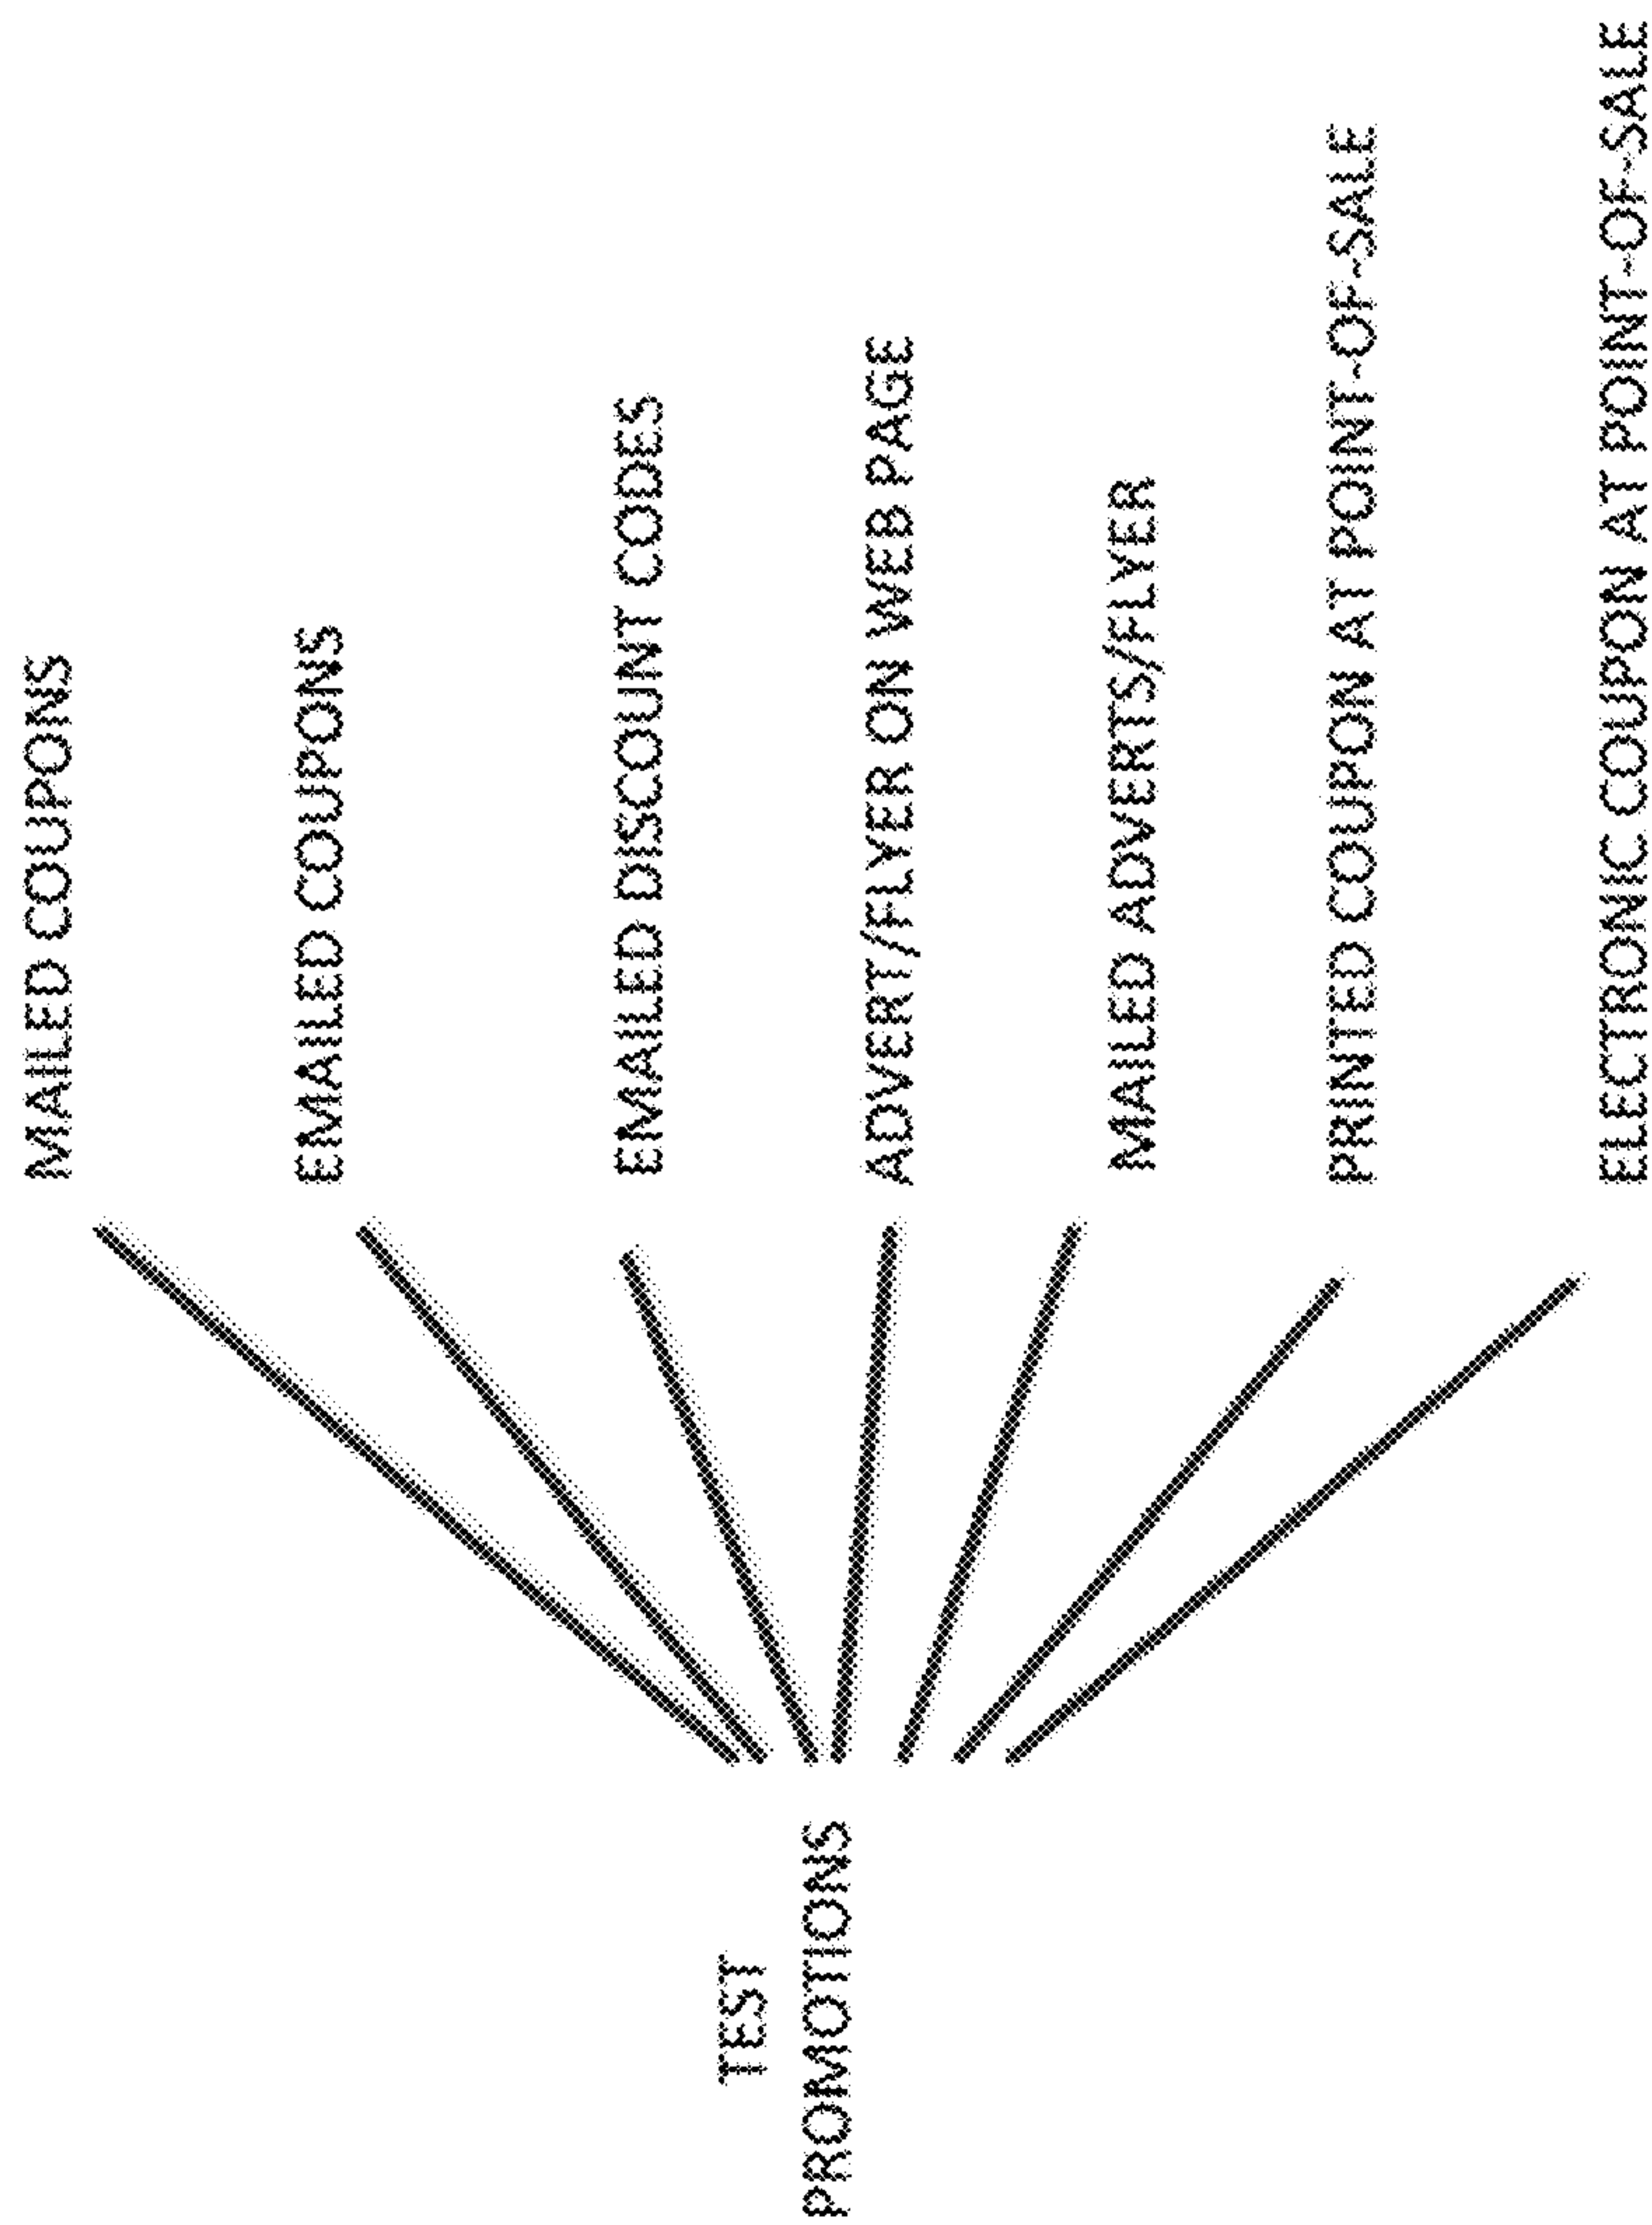 TEST
PROMOTIONS
MAILED COUPONS
EMAILED COUPONS
EMAILED DISCOUNT CODES
ADVERT/FLYER ON WEB PAGE
MAILED ADVERTS/FLYER
PRINTED COUPON AT POINT-OF-SALE
ELECTRONIC COUPON AT POINT-OF-SALE